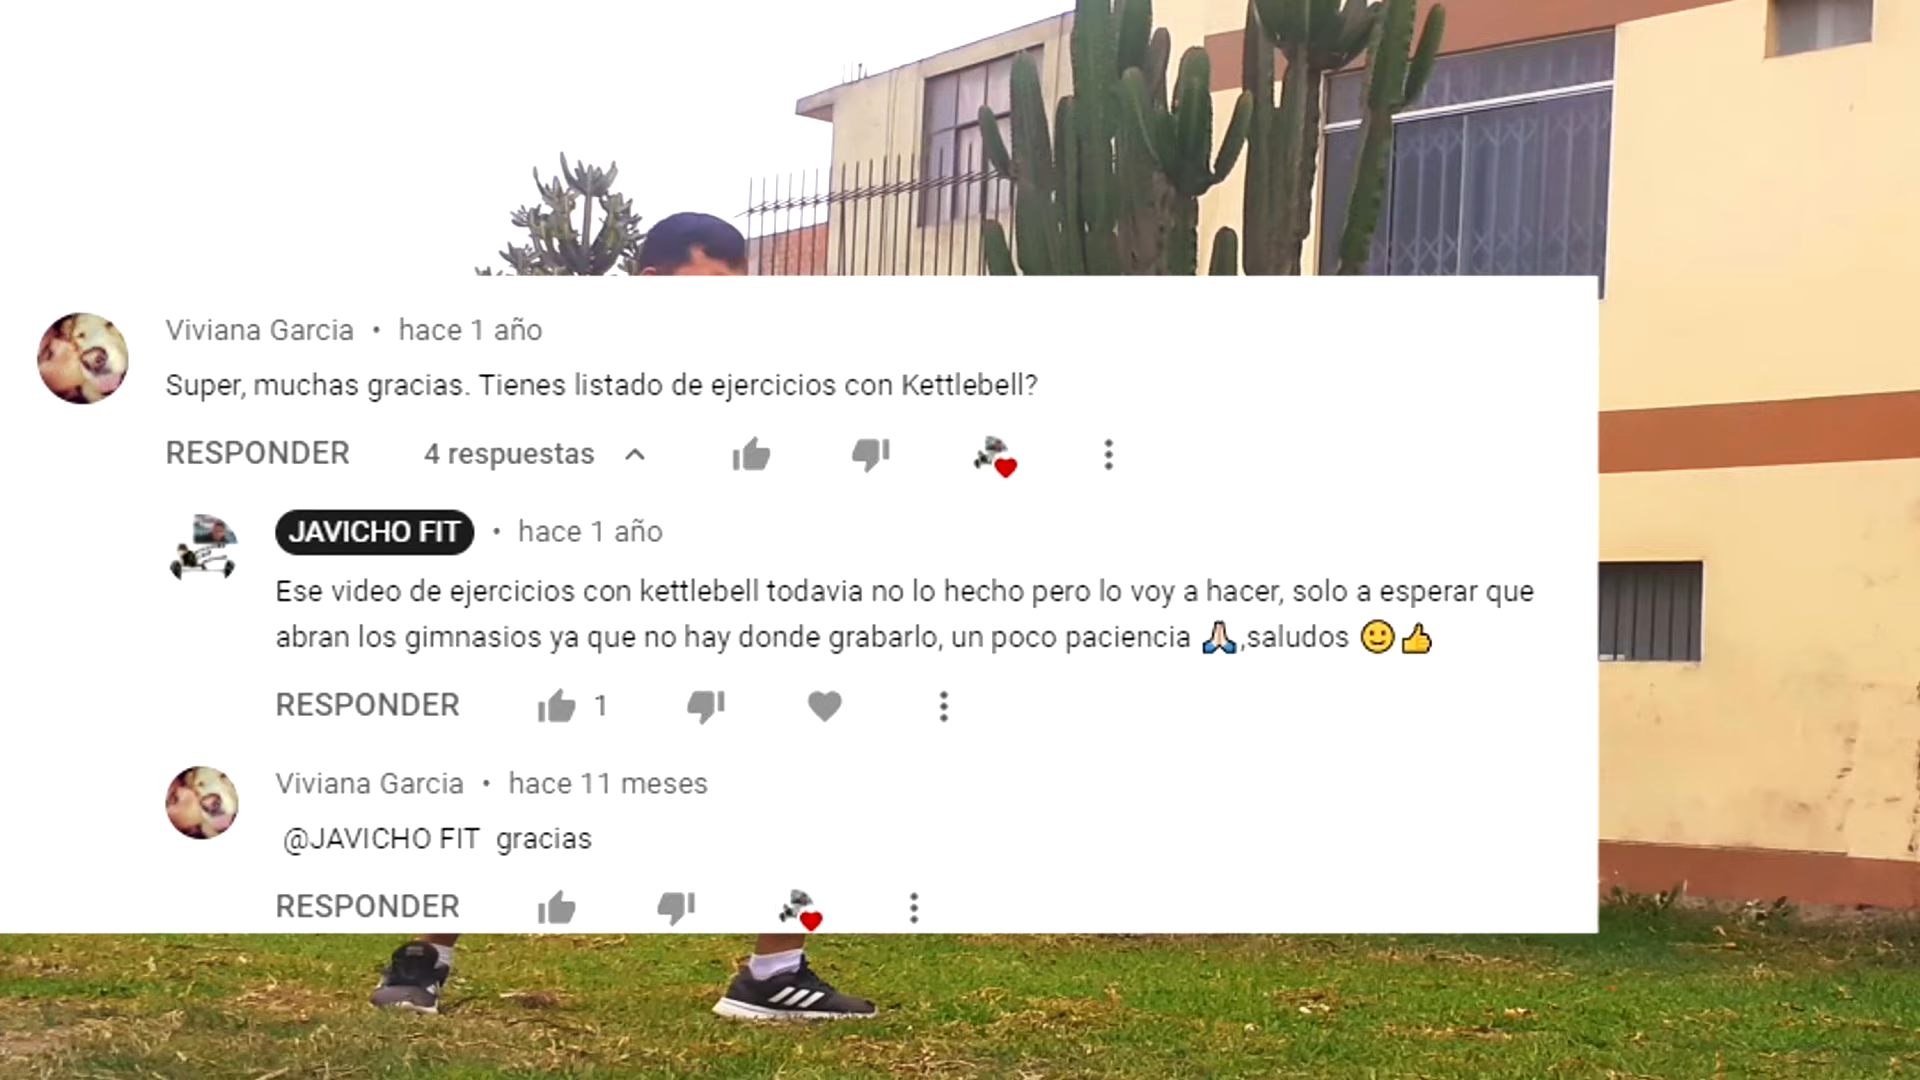 Viviana Garcia • hace 1 año
Super, muchas gracias. Tienes listado de ejercicios con Kettlebell?
RESPONDER 4 respuestas
JAVICHO FIT • hace 1 año
Ese video de ejercicios con kettlebell todavia no lo hecho pero lo voy a hacer, solo a esperar que
abran los gimnasios ya que no hay donde grabarlo, un poco paciencia 🙏🏻,saludos 🙂👍
RESPONDER 1
Viviana Garcia • hace 11 meses
@JAVICHO FIT gracias
RESPONDER